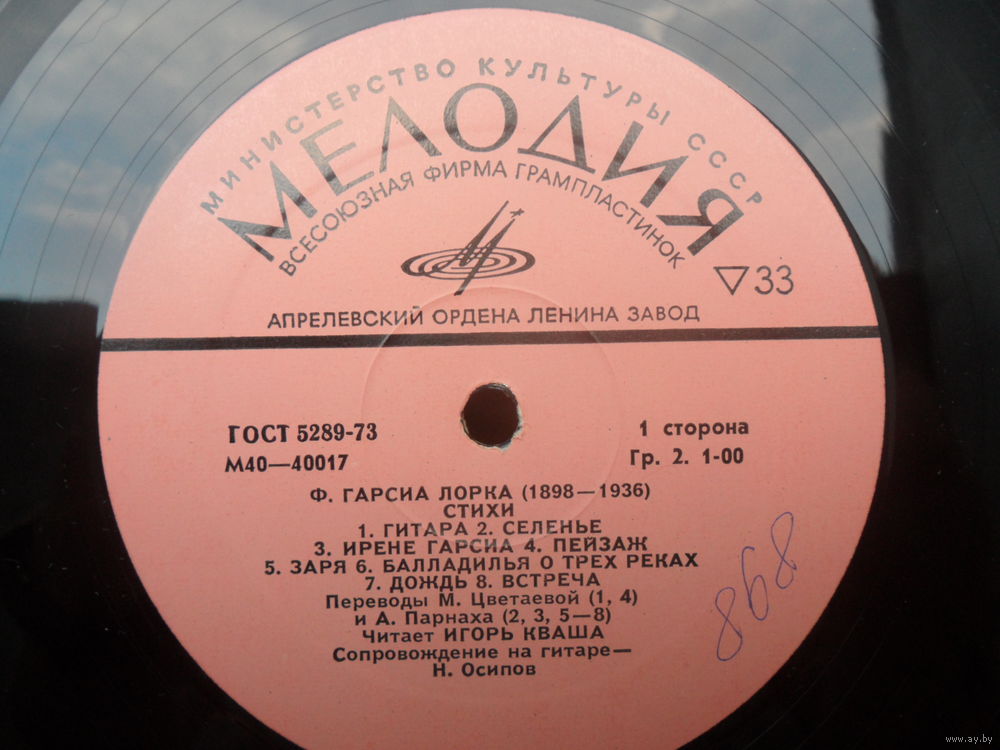 МИНИСТЕРСТВО КУЛЬТУРЫ СССР
МЕЛОДИЯ
ВСЕСОЮЗНАЯ ФИРМА ГРАМПЛАСТИНОК
▽33
АПРЕЛЕВСКИЙ ОРДЕНА ЛЕНИНА ЗАВОД
ГОСТ 5289-73
1 сторона
М40—40017
Гр. 2. 1-00
Ф. ГАРСИА ЛОРКА (1898—1936)
СТИХИ
1. ГИТАРА 2. СЕЛЕНЬЕ
3. ИРЕНЕ ГАРСИА 4. ПЕЙЗАЖ
5. ЗАРЯ 6. БАЛЛАДИЛЬЯ О ТРЕХ РЕКАХ
7. ДОЖДЬ 8. ВСТРЕЧА
Переводы М. Цветаевой (1, 4)
и А. Парнаха (2, 3, 5—8)
Читает ИГОРЬ КВАША
Сопровождение на гитаре—
Н. Осипов
868
www.ay.by